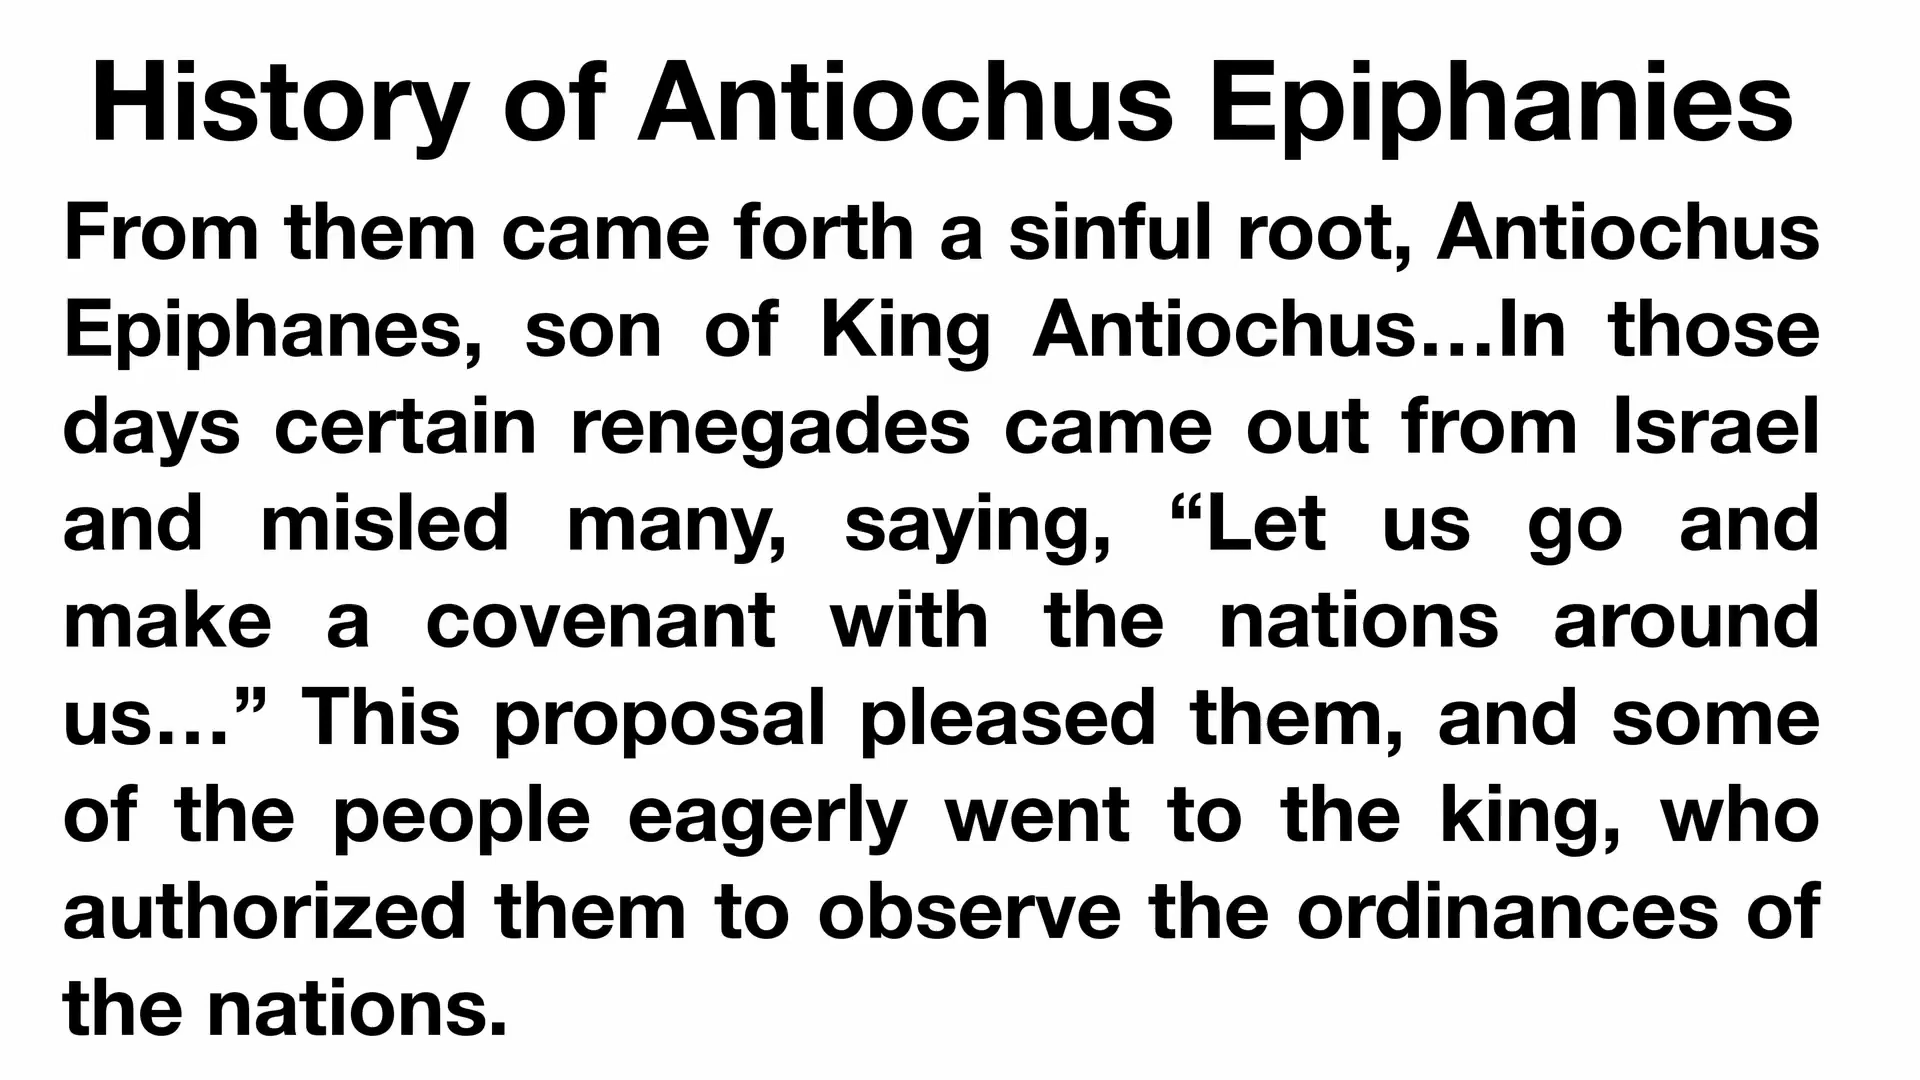 History of Antiochus Epiphanies
From them came forth a sinful root, Antiochus
Epiphanes, son of King Antiochus…In those
days certain renegades came out from Israel
and misled many, saying, “Let us go and
make a covenant with the nations around
us…” This proposal pleased them, and some
of the people eagerly went to the king, who
authorized them to observe the ordinances of
the nations.